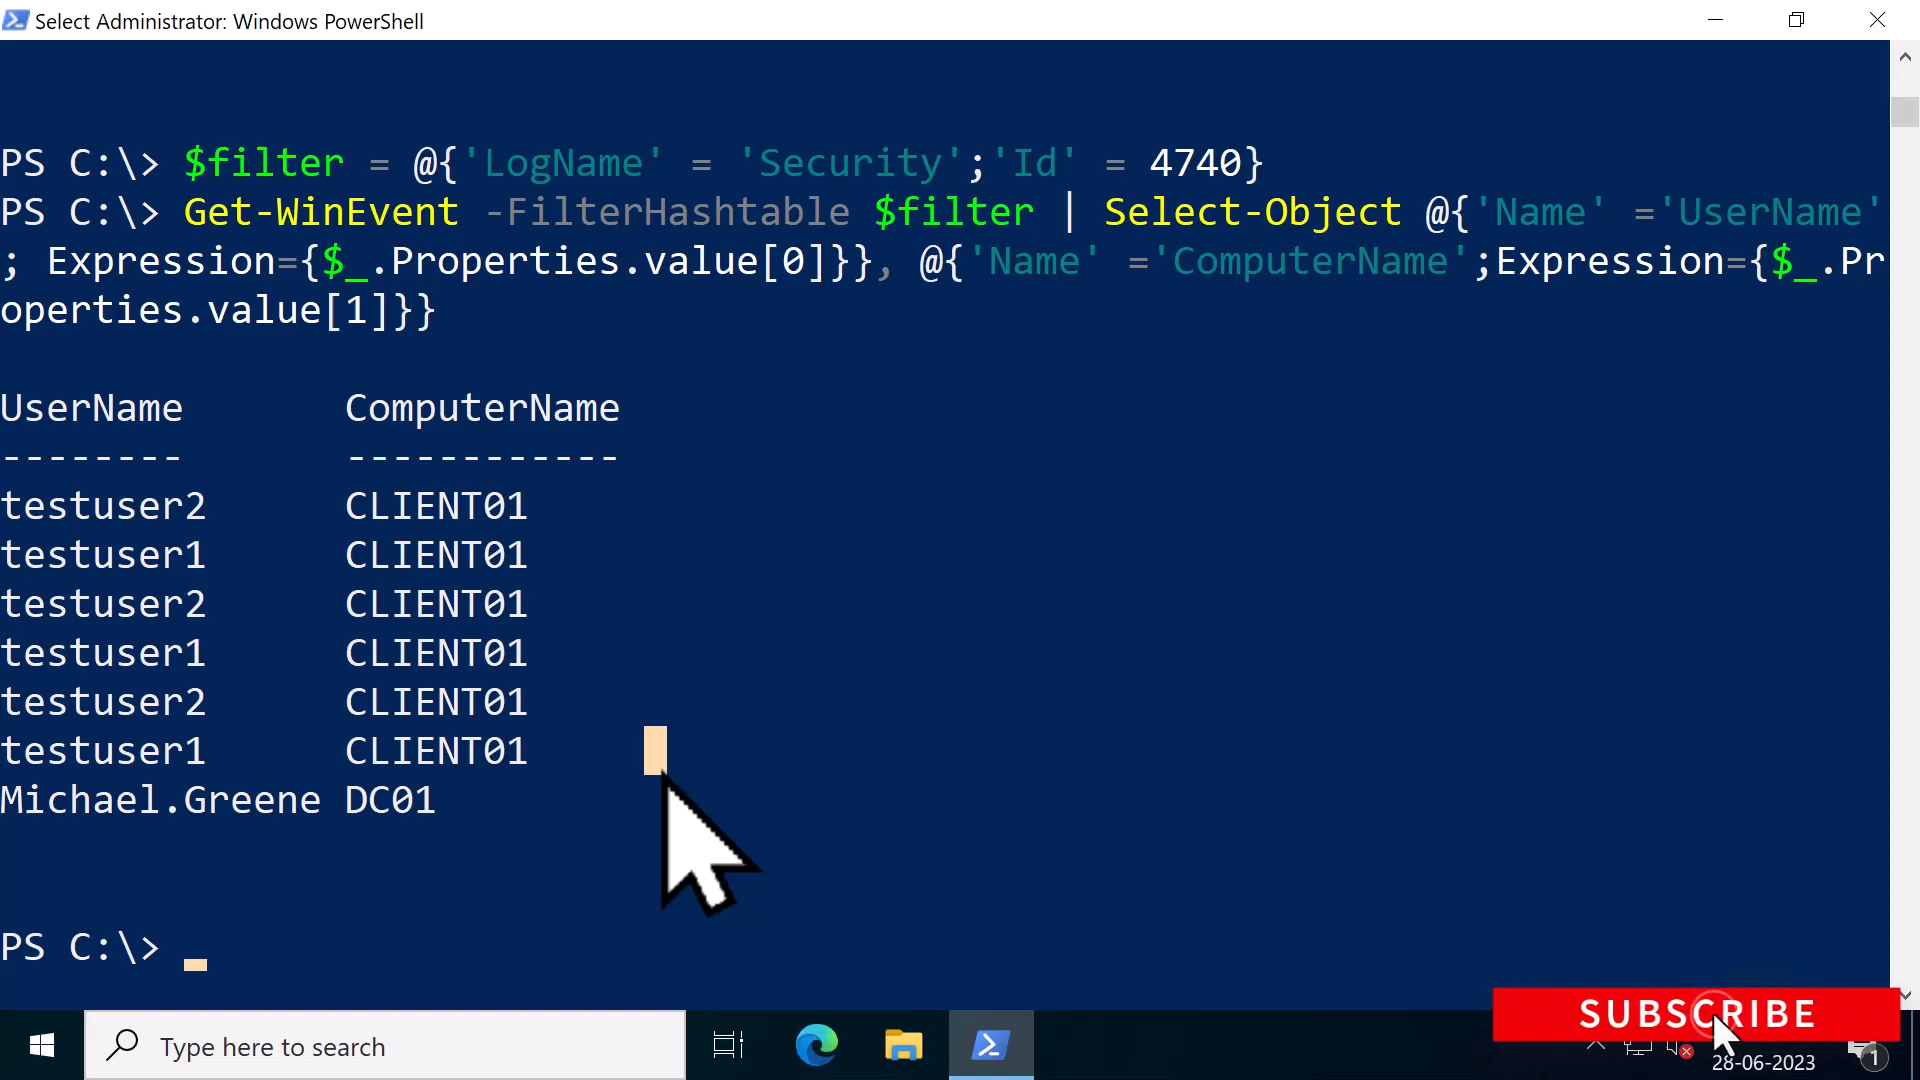 Select Administrator: Windows PowerShell
PS C:\> $filter = @{'LogName' = 'Security';'Id' = 4740}
PS C:\> Get-WinEvent -FilterHashtable $filter | Select-Object @{'Name' ='UserName'
; Expression={$_.Properties.value[0]}}, @{'Name' ='ComputerName';Expression={$_.Pr
operties.value[1]}}
UserName ComputerName
-------- ------------
testuser2 CLIENT01
testuser1 CLIENT01
testuser2 CLIENT01
testuser1 CLIENT01
testuser2 CLIENT01
testuser1 CLIENT01
Michael.Greene DC01
PS C:\>
SUBSCRIBE
Type here to search
28-06-2023
1